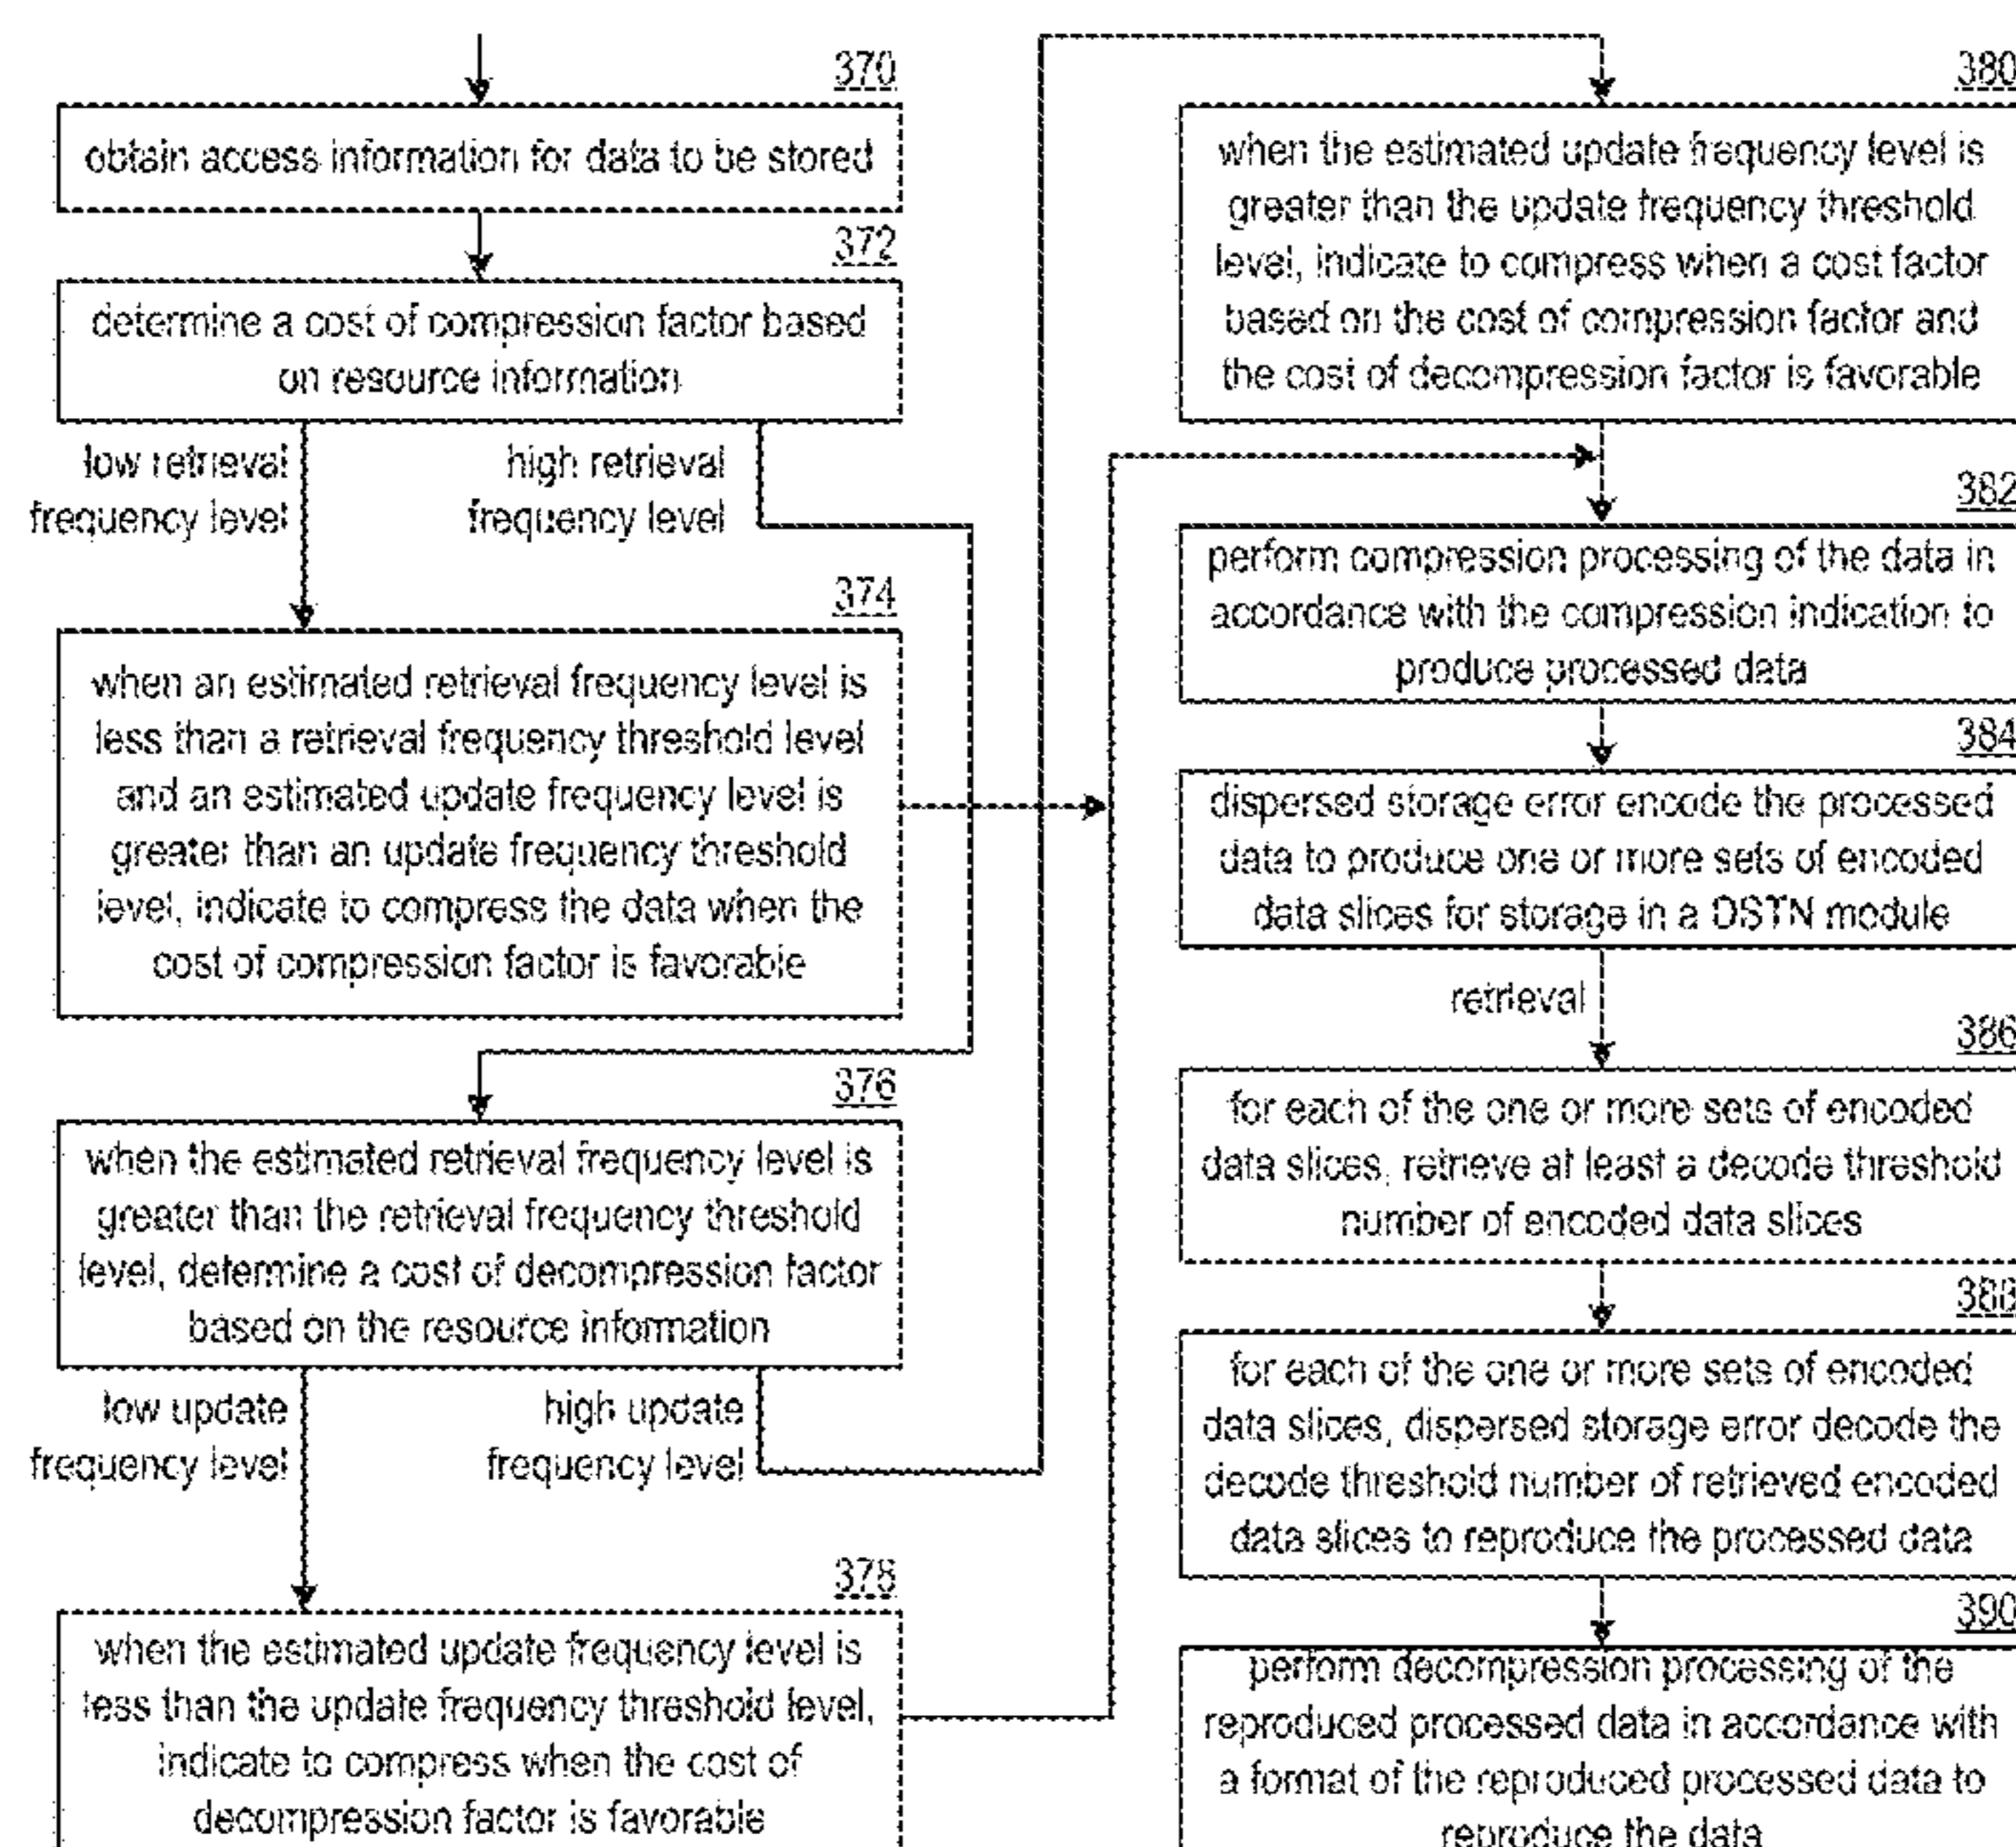 370
obtain access information for data to be stored
372
determine a cost of compression factor based
on resource information
low retrieval
frequency level
high retrieval
frequency level
374
when an estimated retrieval frequency level is
less than a retrieval frequency threshold level
and an estimated update frequency level is
greater than an update frequency threshold
level, indicate to compress the data when the
cost of compression factor is favorable
376
when the estimated retrieval frequency level is
greater than the retrieval frequency threshold
level, determine a cost of decompression factor
based on the resource information
low update
frequency level
high update
frequency level
378
when the estimated update frequency level is
less than the update frequency threshold level,
indicate to compress when the cost of
decompression factor is favorable
380
when the estimated update frequency level is
greater than the update frequency threshold
level, indicate to compress when a cost factor
based on the cost of compression factor and
the cost of decompression factor is favorable
382
perform compression processing of the data in
accordance with the compression indication to
produce processed data
384
dispersed storage error encode the processed
data to produce one or more sets of encoded
data slices for storage in a DSTN module
retrieval
386
for each of the one or more sets of encoded
data slices, retrieve at least a decode threshold
number of encoded data slices
388
for each of the one or more sets of encoded
data slices, dispersed storage error decode the
decode threshold number of retrieved encoded
data slices to reproduce the processed data
390
perform decompression processing of the
reproduced processed data in accordance with
a format of the reproduced processed data to
reproduce the data